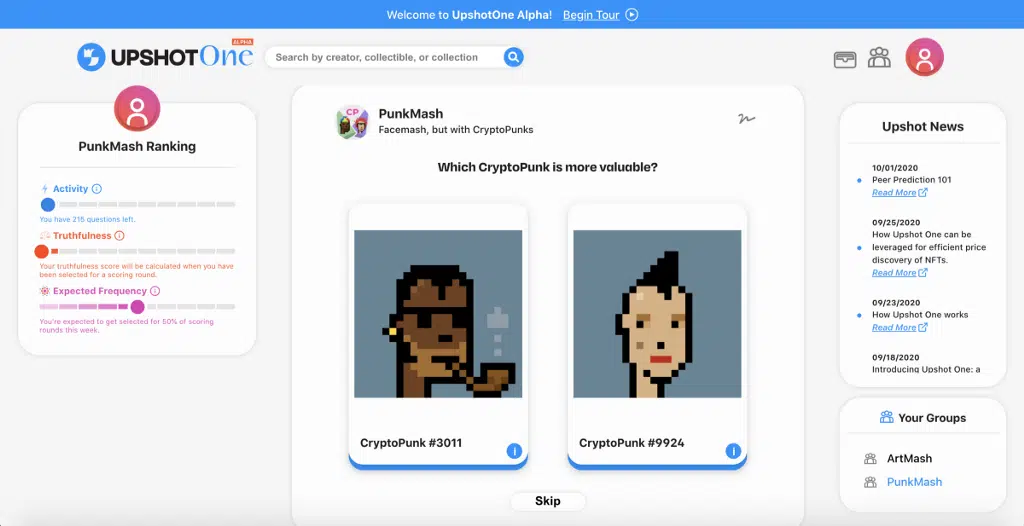 Welcome to UpshotOne Alpha! Begin Tour
UPSHOTOne
ALPHA
Search by creator, collectible, or collection
PunkMash Ranking
Activity
You have 215 questions left.
Truthfulness
Your truthfulness score will be calculated when you have
been selected for a scoring round.
Expected Frequency
You're expected to get selected for 50% of scoring
rounds this week.
CP
PunkMash
Facemash, but with CryptoPunks
Which CryptoPunk is more valuable?
CryptoPunk #3011
i
CryptoPunk #9924
i
Skip
Upshot News
10/01/2020
Peer Prediction 101
Read More
09/25/2020
How Upshot One can be
leveraged for efficient price
discovery of NFTs.
Read More
09/23/2020
How Upshot One works
Read More
09/18/2020
Introducing Upshot One: a
Your Groups
ArtMash
PunkMash